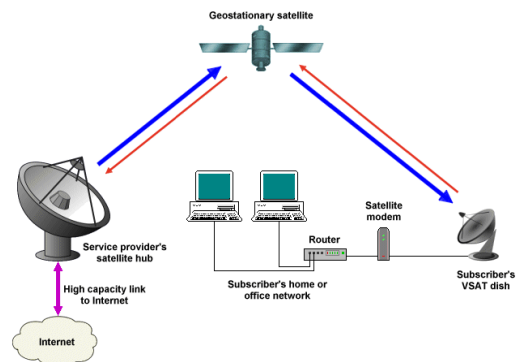 Geostationary satellite
Service provider's
satellite hub
High capacity link
to Internet
Internet
Satellite
modem
Router
Subscriber's home or
office network
Subscriber's
VSAT dish